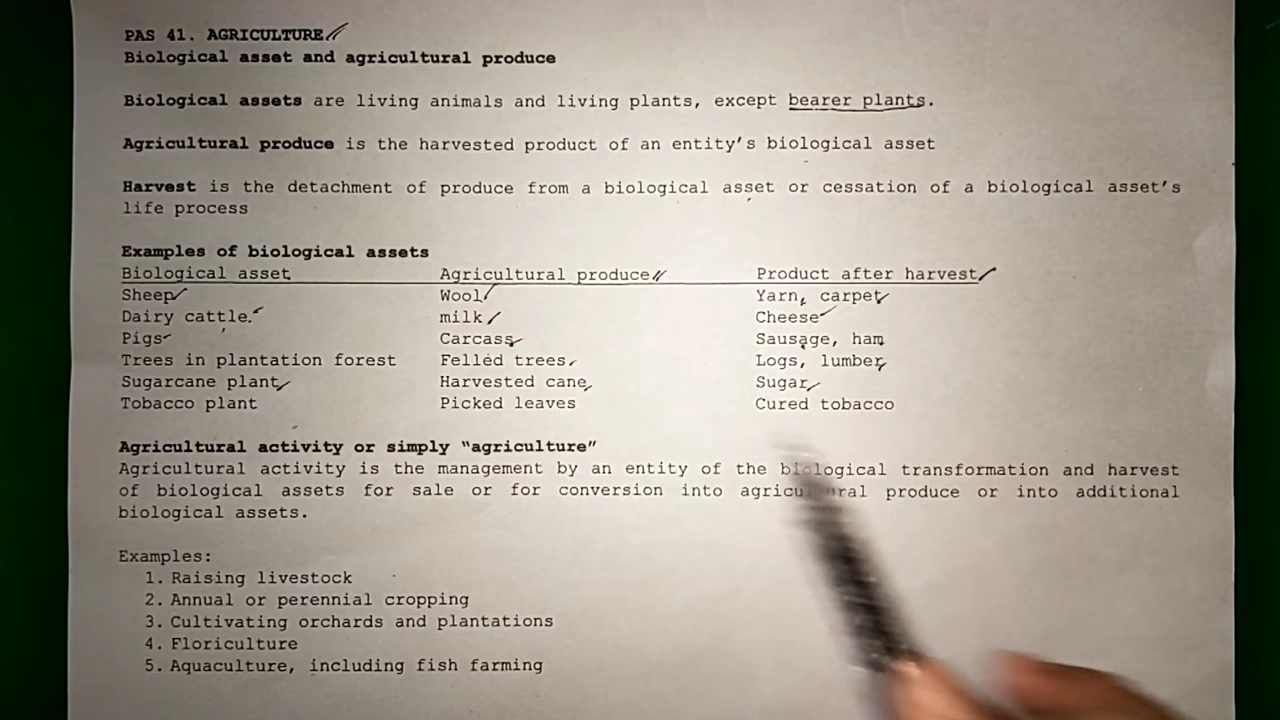 PAS 41. AGRICULTURE
Biological asset and agricultural produce
Biological assets are living animals and living plants, except bearer plants.
Agricultural produce is the harvested product of an entity's biological asset
Harvest is the detachment of produce from a biological asset or cessation of a biological asset's
life process
Examples of biological assets
Biological asset Agricultural produce Product after harvest
Sheep Wool Yarn, carpet
Dairy cattle milk Cheese
Pigs Carcass Sausage, ham
Trees in plantation forest Felled trees Logs, lumber
Sugarcane plant Harvested cane Sugar
Tobacco plant Picked leaves Cured tobacco
Agricultural activity or simply "agriculture"
Agricultural activity is the management by an entity of the biological transformation and harvest
of biological assets for sale or for conversion into agricultural produce or into additional
biological assets.
Examples:
1. Raising livestock
2. Annual or perennial cropping
3. Cultivating orchards and plantations
4. Floriculture
5. Aquaculture, including fish farming